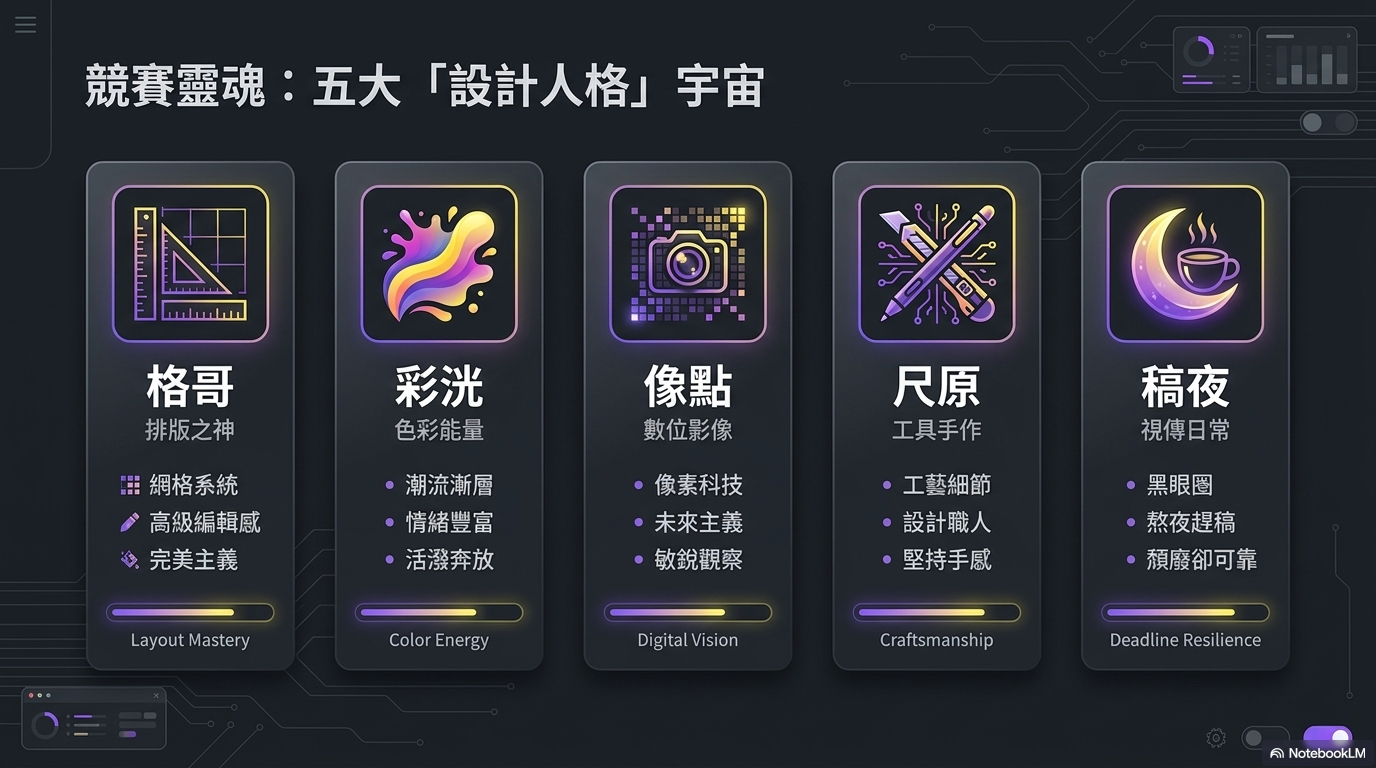 競賽靈魂：五大「設計人格」宇宙
格哥
排版之神
網格系統
高級編輯感
完美主義
Layout Mastery
彩洸
色彩能量
潮流漸層
情緒豐富
活潑奔放
Color Energy
像點
數位影像
像素科技
未來主義
敏銳觀察
Digital Vision
尺原
工具手作
工藝細節
設計職人
堅持手感
Craftsmanship
稿夜
視傳日常
黑眼圈
熬夜趕稿
頹廢卻可靠
Deadline Resilience
NotebookLM